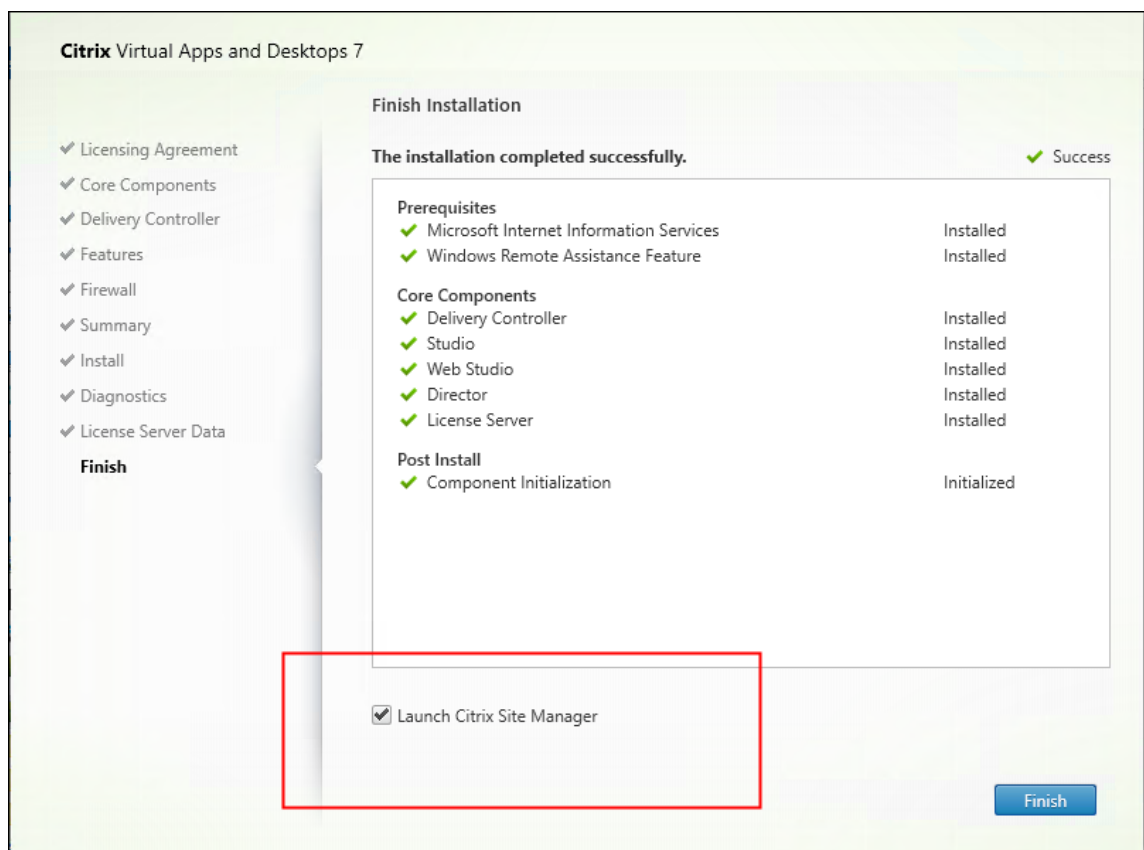 Citrix Virtual Apps and Desktops 7
Licensing Agreement
Core Components
Delivery Controller
Features
Firewall
Summary
Install
Diagnostics
License Server Data
Finish
Finish Installation
The installation completed successfully. Success
Prerequisites
Microsoft Internet Information Services Installed
Windows Remote Assistance Feature Installed
Core Components
Delivery Controller Installed
Studio Installed
Web Studio Installed
Director Installed
License Server Installed
Post Install
Component Initialization Initialized
Launch Citrix Site Manager
Finish